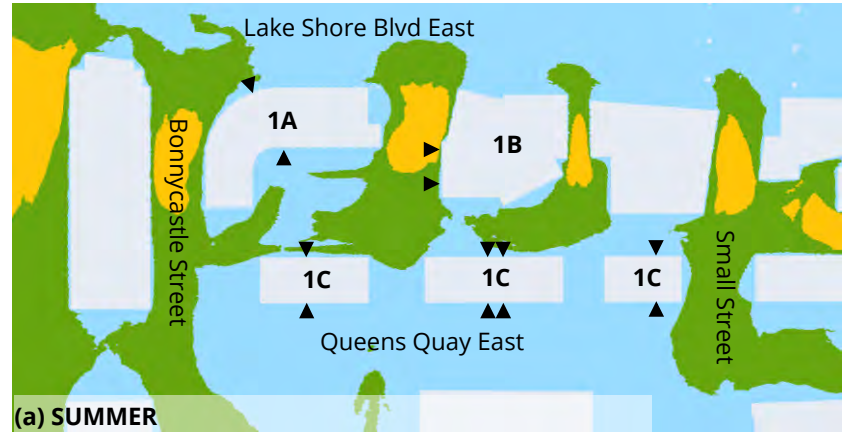 Lake Shore Blvd East
1A
1B
Bonnycastle Street
1C
1C
1C
Small Street
Queens Quay East
(a) SUMMER